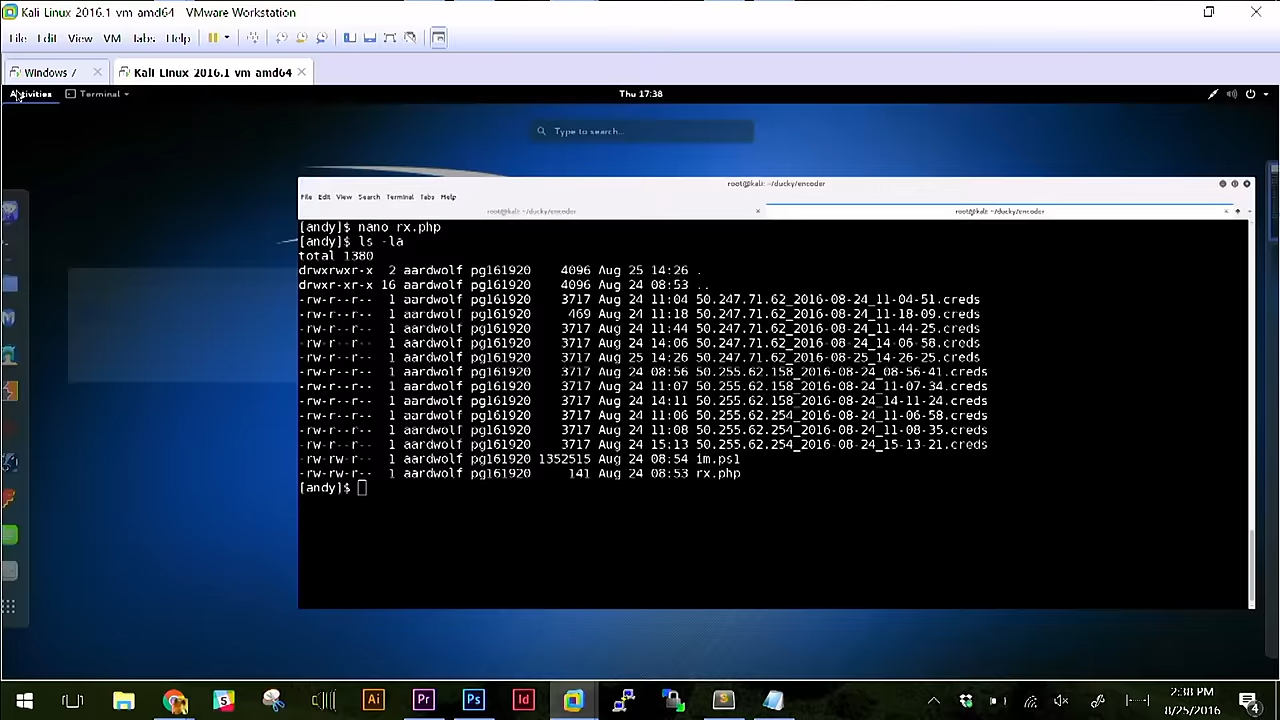 Kali Linux 2016.1 vm amd64 - VMware Workstation
File Edit View VM Tabs Help
Windows 7
Kali Linux 2016.1 vm amd64
Activities
Terminal
Thu 17:38
Type to search...
root@kali: ~/ducky/encoder
File Edit View Search Terminal Tabs Help
root@kali: ~/ducky/encoder
root@kali: ~/ducky/encoder
[andy]$ nano rx.php
[andy]$ ls -la
total 1380
drwxrwxr-x 2 aardwolf pg161920 4096 Aug 25 14:26 .
drwxr-xr-x 16 aardwolf pg161920 4096 Aug 24 08:53 ..
-rw-r--r-- 1 aardwolf pg161920 3717 Aug 24 11:04 50.247.71.62_2016-08-24_11-04-51.creds
-rw-r--r-- 1 aardwolf pg161920 469 Aug 24 11:18 50.247.71.62_2016-08-24_11-18-09.creds
-rw-r--r-- 1 aardwolf pg161920 3717 Aug 24 11:44 50.247.71.62_2016-08-24_11-44-25.creds
-rw-r--r-- 1 aardwolf pg161920 3717 Aug 24 14:06 50.247.71.62_2016-08-24_14-06-58.creds
-rw-r--r-- 1 aardwolf pg161920 3717 Aug 25 14:26 50.247.71.62_2016-08-25_14-26-25.creds
-rw-r--r-- 1 aardwolf pg161920 3717 Aug 24 08:56 50.255.62.158_2016-08-24_08-56-41.creds
-rw-r--r-- 1 aardwolf pg161920 3717 Aug 24 11:07 50.255.62.158_2016-08-24_11-07-34.creds
-rw-r--r-- 1 aardwolf pg161920 3717 Aug 24 14:11 50.255.62.158_2016-08-24_14-11-24.creds
-rw-r--r-- 1 aardwolf pg161920 3717 Aug 24 11:06 50.255.62.254_2016-08-24_11-06-58.creds
-rw-r--r-- 1 aardwolf pg161920 3717 Aug 24 11:08 50.255.62.254_2016-08-24_11-08-35.creds
-rw-r--r-- 1 aardwolf pg161920 3717 Aug 24 15:13 50.255.62.254_2016-08-24_15-13-21.creds
-rw-rw-r-- 1 aardwolf pg161920 1352515 Aug 24 08:54 im.ps1
-rw-rw-r-- 1 aardwolf pg161920 141 Aug 24 08:53 rx.php
[andy]$
Ai Pr Ps Id
2:38 PM
8/25/2016
4